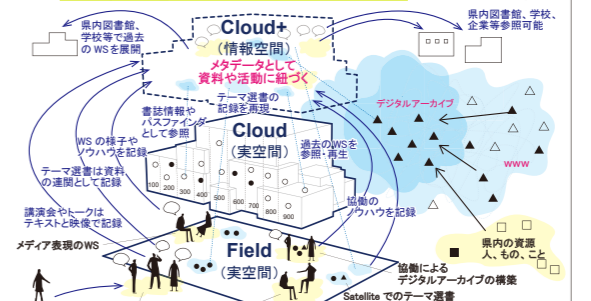 県内図書館、
学校等で過去
の WS を展開
Cloud+
(情報空間)
メタデータとして
資料や活動に紐づく
県内図書館、学校、
企業等参照可能
テーマ選書の
記録を再現
デジタルアーカイブ
書誌情報や
パスファインダ
として参照
Cloud
(実空間)
過去のWSを
参照・再生
WS の様子や
ノウハウを記録
www
テーマ選書は資料
の連関として記録
100 200 300 400 500 600 700 800 900
協働の
ノウハウを記録
講演会やトークは
テキストと映像で記録
メディア表現のWS
Field
(実空間)
県内の資源
人、もの、こと
協働による
デジタルアーカイブの構築
Satellite でのテーマ選書